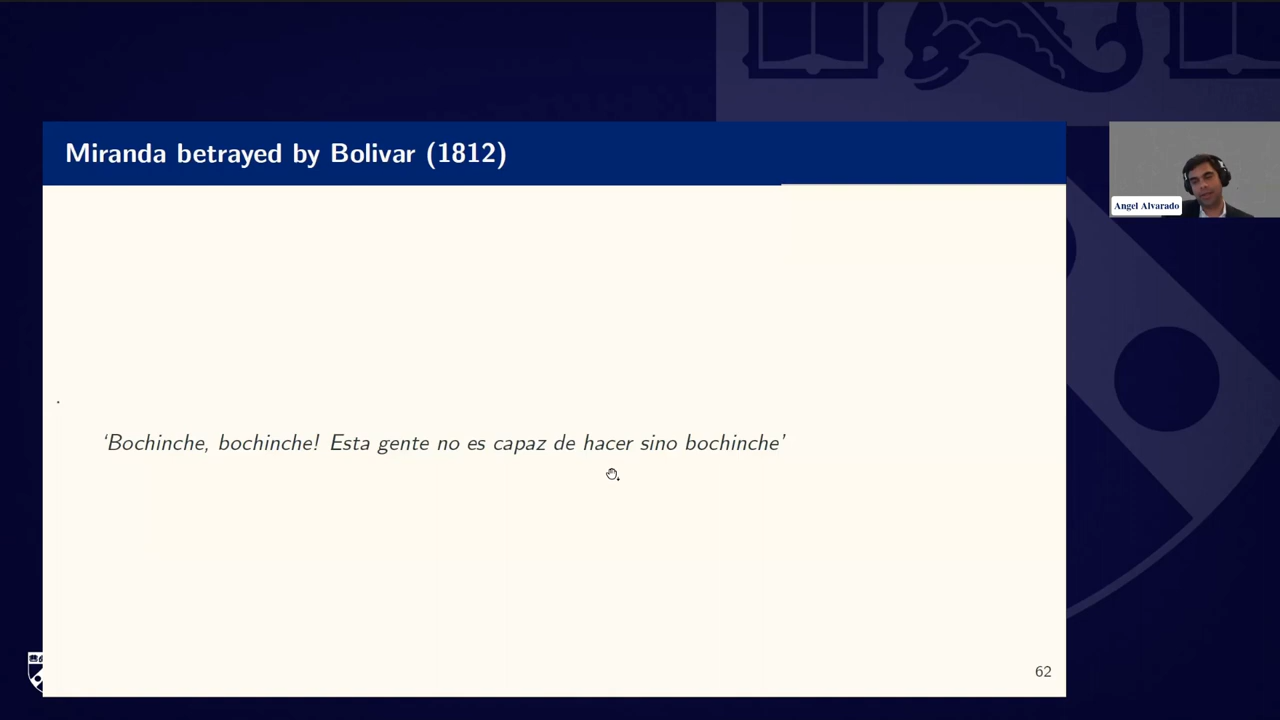 Miranda betrayed by Bolivar (1812)
Angel Alvarado
.
‘Bochinche, bochinche! Esta gente no es capaz de hacer sino bochinche’
62